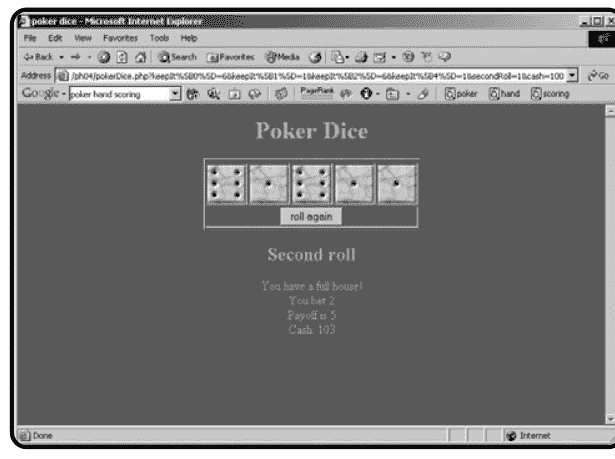 poker dice - Microsoft Internet Explorer
File Edit View Favorites Tools Help
Back Search Favorites Media
Address /ph04/pokerDice.php?keepIt%5B0%5D=6&keepIt%5B1%5D=1&keepIt%5B2%5D=6&keepIt%5B4%5D=1&secondRoll=1&cash=100 Go
Google poker hand scoring PageRank poker hand scoring
Poker Dice
roll again
Second roll
You have a full house!
You bet 2
Payoff is 5
Cash: 103
Done Internet